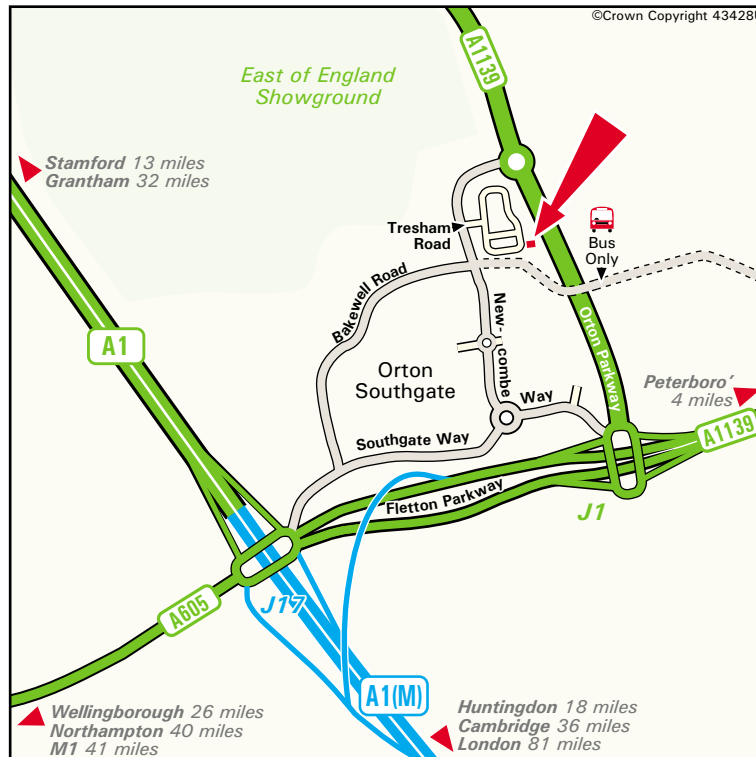 ©Crown Copyright 43428U
A1139
East of England
Showground
Stamford 13 miles
Grantham 32 miles
Tresham
Road
Bus
Only
Bakewell Road
New-
combe
Way
Orton Parkway
A1
Orton
Southgate
Peterboro'
4 miles
A1139
Southgate Way
Fletton Parkway
J1
J17
A605
A1(M)
Wellingborough 26 miles
Northampton 40 miles
M1 41 miles
Huntingdon 18 miles
Cambridge 36 miles
London 81 miles